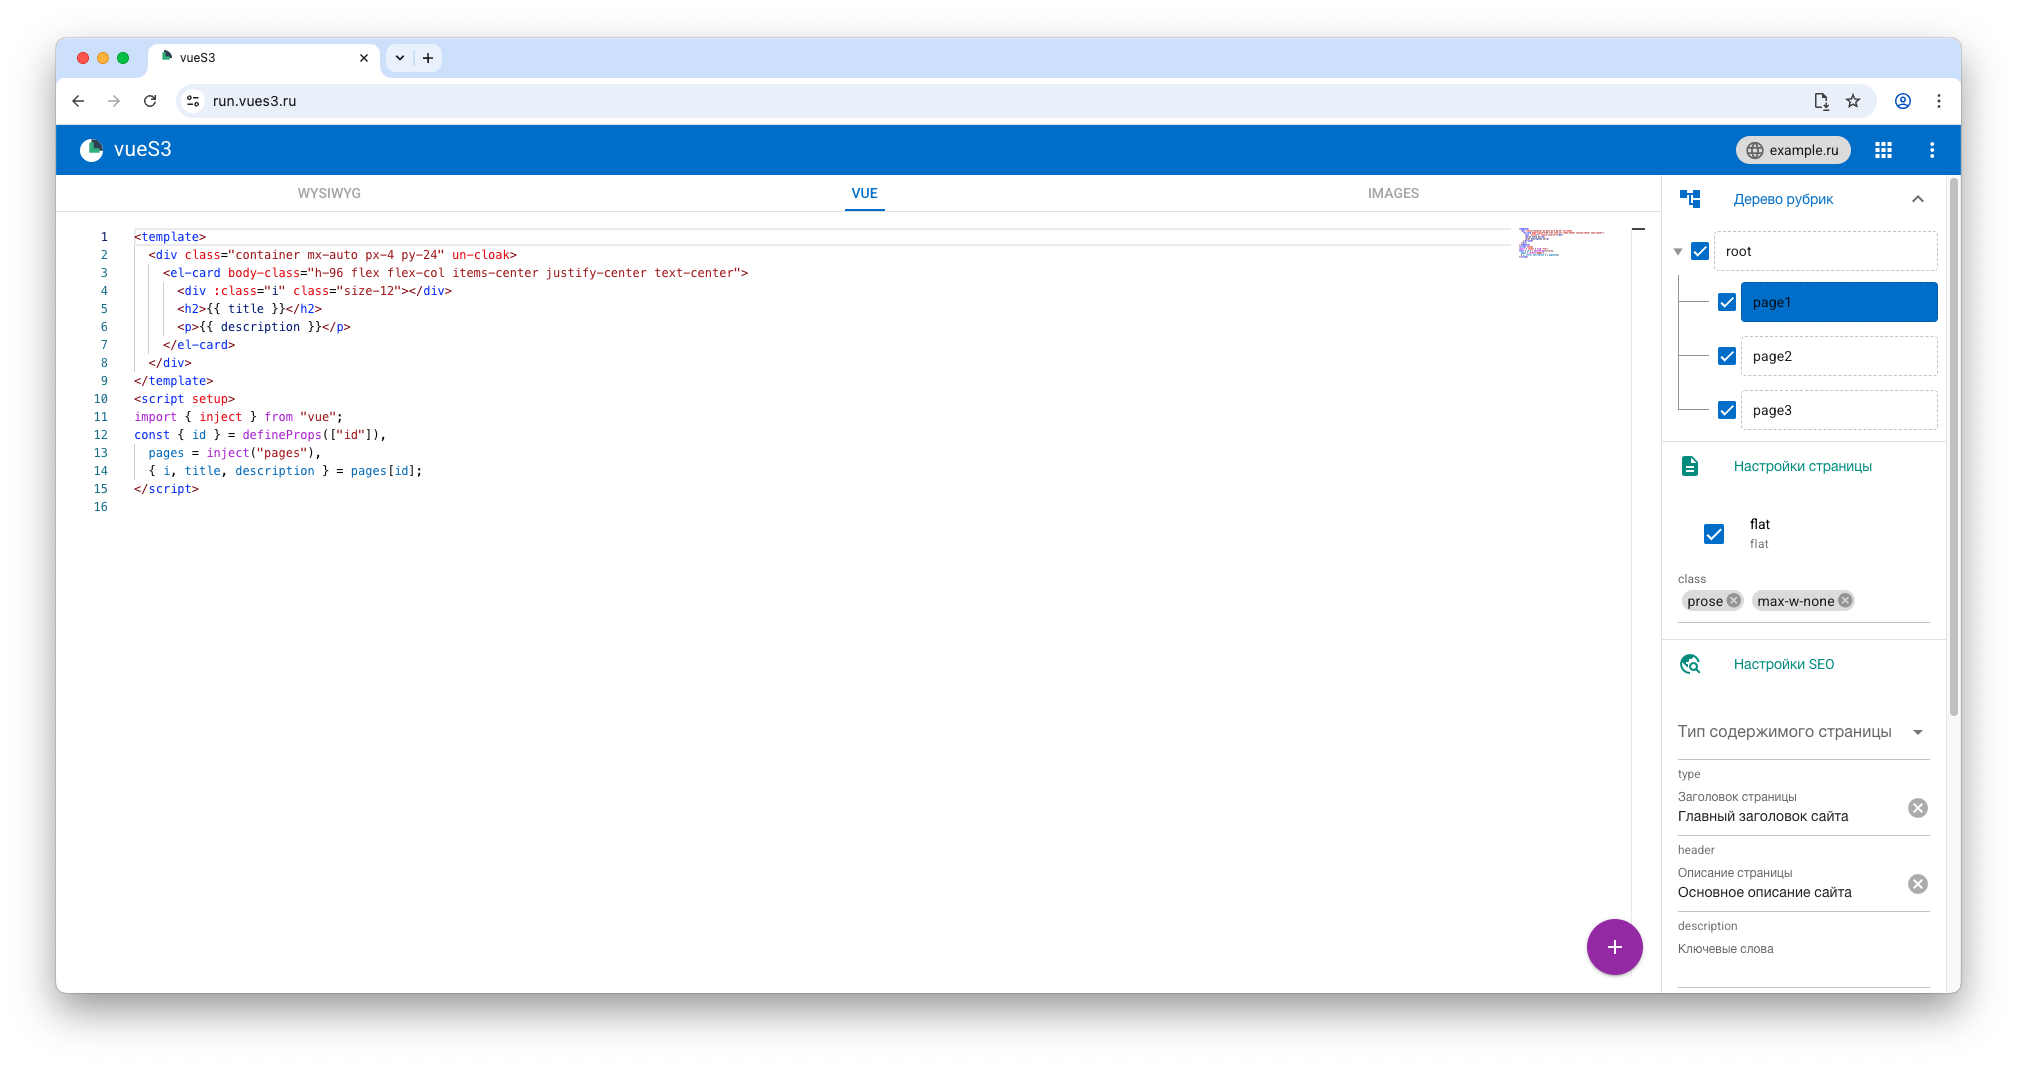 vueS3
run.vues3.ru
vueS3
example.ru
WYSIWYG
VUE
IMAGES
1 <template>
2 <div class="container mx-auto px-4 py-24" un-cloak>
3 <el-card body-class="h-96 flex flex-col items-center justify-center text-center">
4 <div :class="i" class="size-12"></div>
5 <h2>{{ title }}</h2>
6 <p>{{ description }}</p>
7 </el-card>
8 </div>
9 </template>
10 <script setup>
11 import { inject } from "vue";
12 const { id } = defineProps(["id"]),
13 pages = inject("pages"),
14 { i, title, description } = pages[id];
15 </script>
16
Дерево рубрик
root
page1
page2
page3
Настройки страницы
flat
flat
class
prose
max-w-none
Настройки SEO
Тип содержимого страницы
type
Заголовок страницы
Главный заголовок сайта
header
Описание страницы
Основное описание сайта
description
Ключевые слова